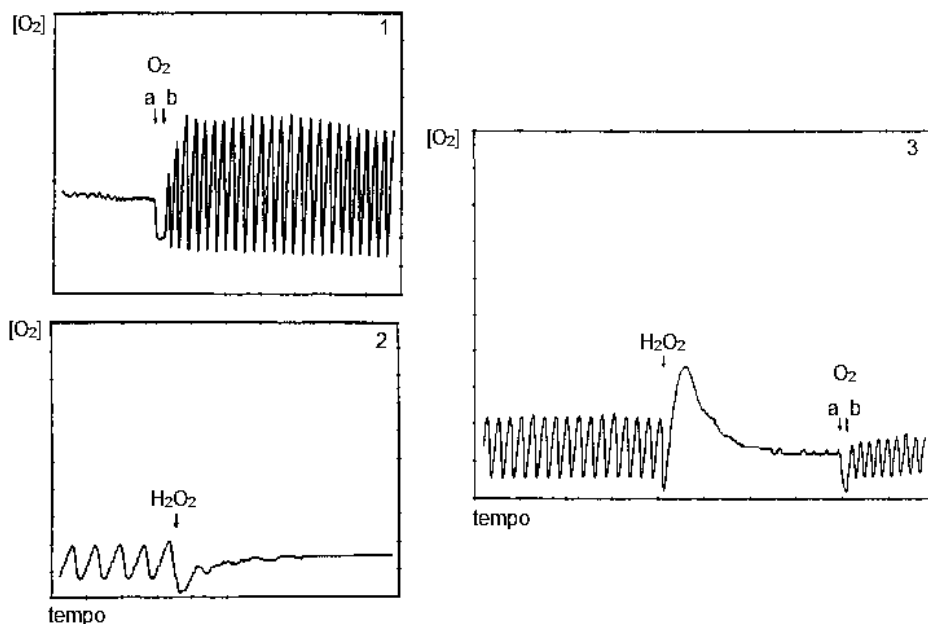 [O₂]
1
O₂
a b
[O₂]
2
H₂O₂
tempo
[O₂]
3
H₂O₂
O₂
a b
tempo